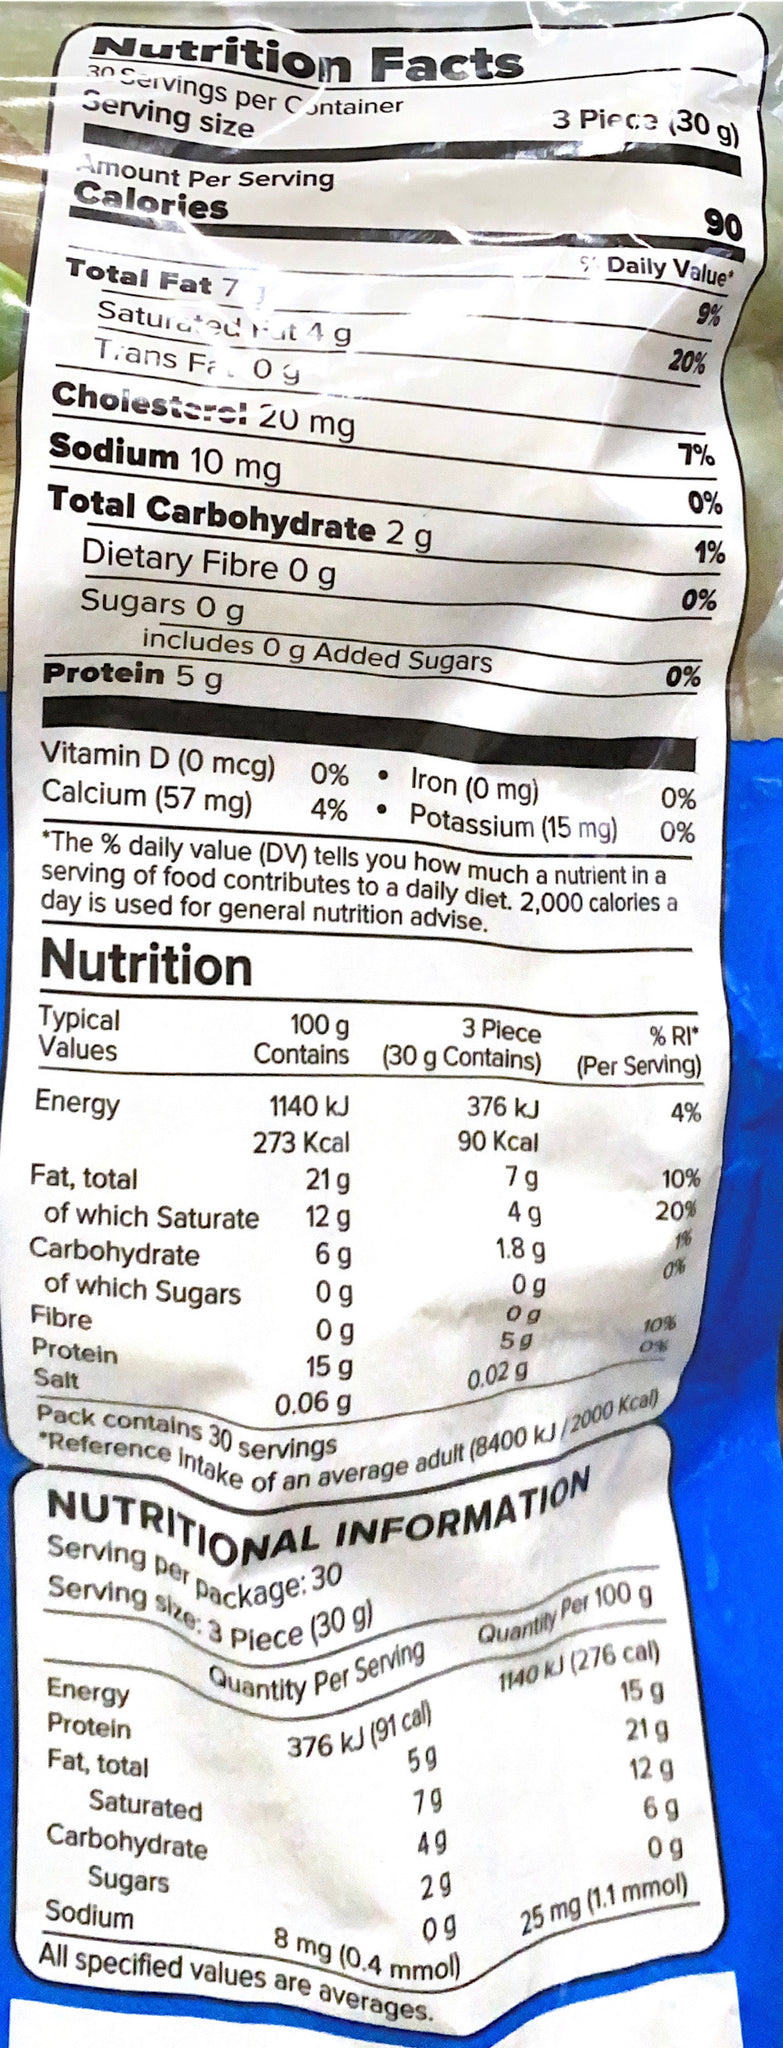 Nutrition Facts
30 Servings per Container
Serving size 3 Piece (30 g)
Amount Per Serving
Calories 90
% Daily Value*
Total Fat 7 g 9%
Saturated Fat 4 g 20%
Trans Fat 0 g
Cholesterol 20 mg 7%
Sodium 10 mg 0%
Total Carbohydrate 2 g 1%
Dietary Fibre 0 g 0%
Sugars 0 g
includes 0 g Added Sugars 0%
Protein 5 g
Vitamin D (0 mcg) 0% • Iron (0 mg) 0%
Calcium (57 mg) 4% • Potassium (15 mg) 0%
*The % daily value (DV) tells you how much a nutrient in a
serving of food contributes to a daily diet. 2,000 calories a
day is used for general nutrition advise.
Nutrition
Typical 100 g 3 Piece % RI*
Values Contains (30 g Contains) (Per Serving)
Energy 1140 kJ 376 kJ 4%
273 Kcal 90 Kcal
Fat, total 21 g 7 g 10%
of which Saturate 12 g 4 g 20%
Carbohydrate 6 g 1.8 g 1%
of which Sugars 0 g 0 g 0%
Fibre 0 g 0 g
Protein 15 g 5 g 10%
Salt 0.06 g 0.02 g 0%
Pack contains 30 servings
*Reference Intake of an average adult (8400 kJ / 2000 Kcal)
NUTRITIONAL INFORMATION
Serving per package: 30
Serving size: 3 Piece (30 g)
Quantity Per Serving Quantity Per 100 g
Energy 376 kJ (91 cal) 1140 kJ (276 cal)
Protein 5 g 15 g
Fat, total 7 g 21 g
Saturated 4 g 12 g
Carbohydrate 2 g 6 g
Sugars 0 g 0 g
Sodium 8 mg (0.4 mmol) 25 mg (1.1 mmol)
All specified values are averages.